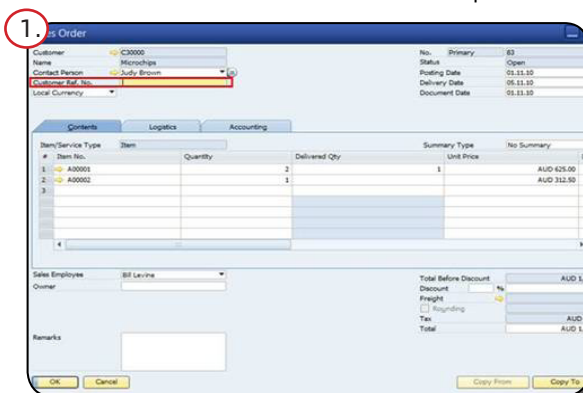 1.
es Order
Customer C30000 No. Primary 83
Name Microchips Status Open
Contact Person Judy Brown Posting Date 01.11.10
Customer Ref. No. Delivery Date 05.11.10
Local Currency Document Date 01.11.10
Contents Logistics Accounting
Item/Service Type Item Summary Type No Summary
# Item No. Quantity Delivered Qty Unit Price
1 A00001 2 1 AUD 625.00
2 A00002 1 AUD 312.50
3
Sales Employee Bill Levine Total Before Discount AUD 1,
Owner Discount %
Freight
Rounding
Tax AUD
Remarks Total AUD 1,
OK Cancel Copy From Copy To